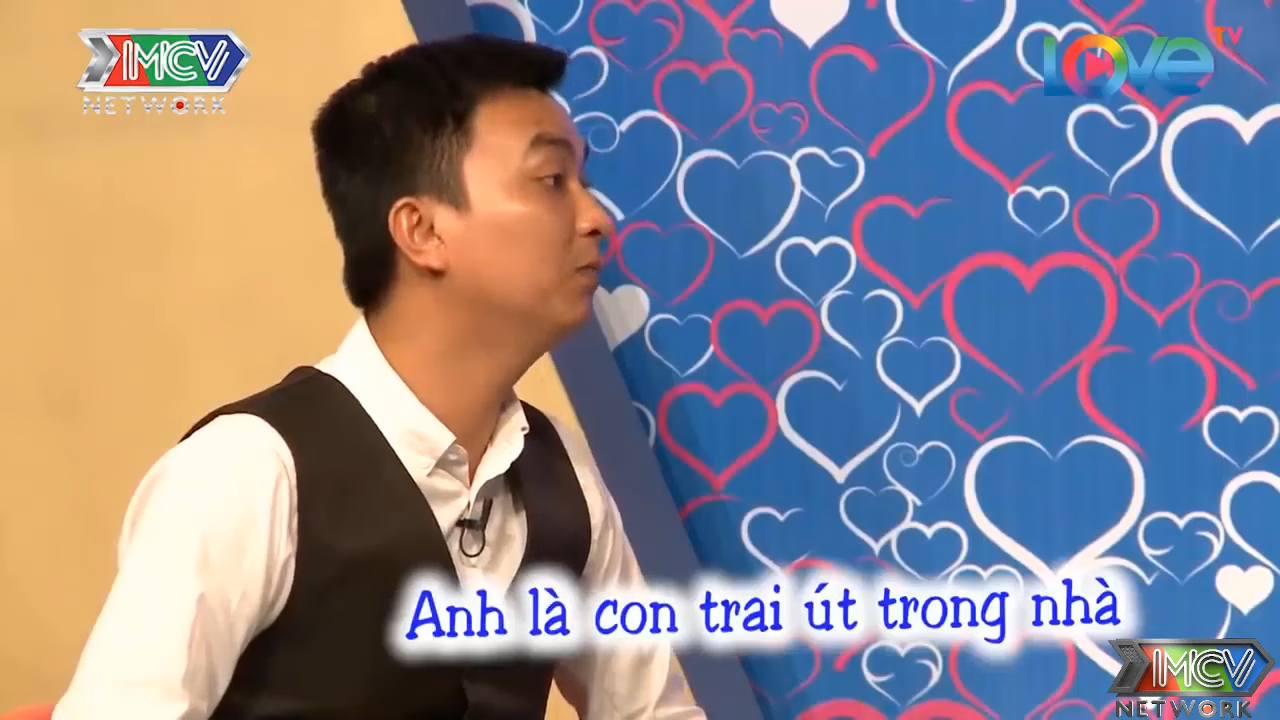 MCV
NETWORK
LOVE TV
Anh là con trai út trong nhà
MCV
NETWORK